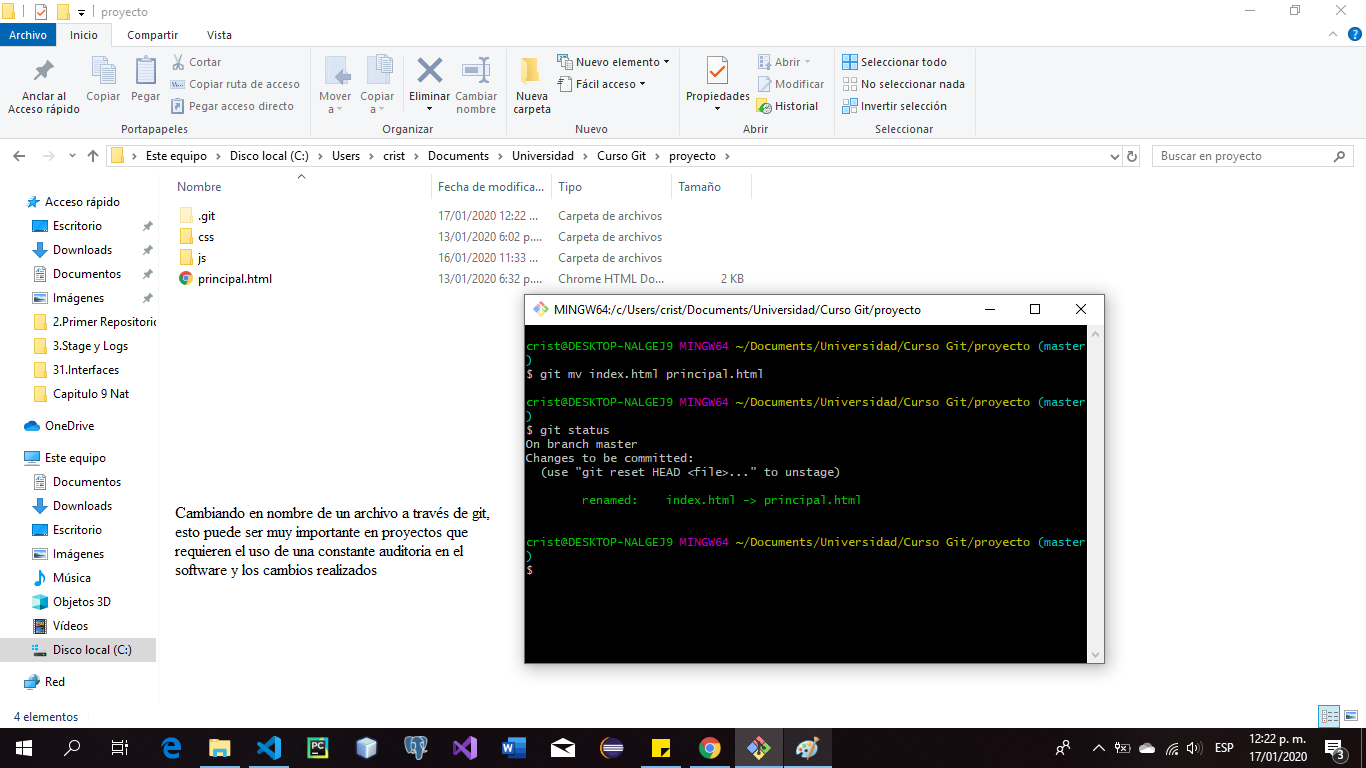 proyecto
Archivo Inicio Compartir Vista
Anclar al Acceso rápido
Copiar
Pegar
Cortar
Copiar ruta de acceso
Pegar acceso directo
Portapapeles
Mover a
Copiar a
Eliminar
Cambiar nombre
Organizar
Nueva carpeta
Nuevo elemento
Fácil acceso
Nuevo
Propiedades
Abrir
Modificar
Historial
Abrir
Seleccionar todo
No seleccionar nada
Invertir selección
Seleccionar
Este equipo > Disco local (C:) > Users > crist > Documents > Universidad > Curso Git > proyecto >
Buscar en proyecto
Acceso rápido
Escritorio
Downloads
Documentos
Imágenes
2.Primer Repositorio
3.Stage y Logs
31.Interfaces
Capitulo 9 Nat
OneDrive
Este equipo
Documentos
Downloads
Escritorio
Imágenes
Música
Objetos 3D
Vídeos
Disco local (C:)
Red
Nombre Fecha de modifica... Tipo Tamaño
.git 17/01/2020 12:22 ... Carpeta de archivos
css 13/01/2020 6:02 p.... Carpeta de archivos
js 16/01/2020 11:33 ... Carpeta de archivos
principal.html 13/01/2020 6:32 p.... Chrome HTML Do... 2 KB
Cambiando en nombre de un archivo a través de git,
esto puede ser muy importante en proyectos que
requieren el uso de una constante auditoria en el
software y los cambios realizados
MINGW64:/c/Users/crist/Documents/Universidad/Curso Git/proyecto
crist@DESKTOP-NALGEJ9 MINGW64 ~/Documents/Universidad/Curso Git/proyecto (master
)
$ git mv index.html principal.html
crist@DESKTOP-NALGEJ9 MINGW64 ~/Documents/Universidad/Curso Git/proyecto (master
)
$ git status
On branch master
Changes to be committed:
(use "git reset HEAD <file>..." to unstage)
renamed: index.html -> principal.html
crist@DESKTOP-NALGEJ9 MINGW64 ~/Documents/Universidad/Curso Git/proyecto (master
)
$
4 elementos
PC
ESP
12:22 p. m.
17/01/2020
3